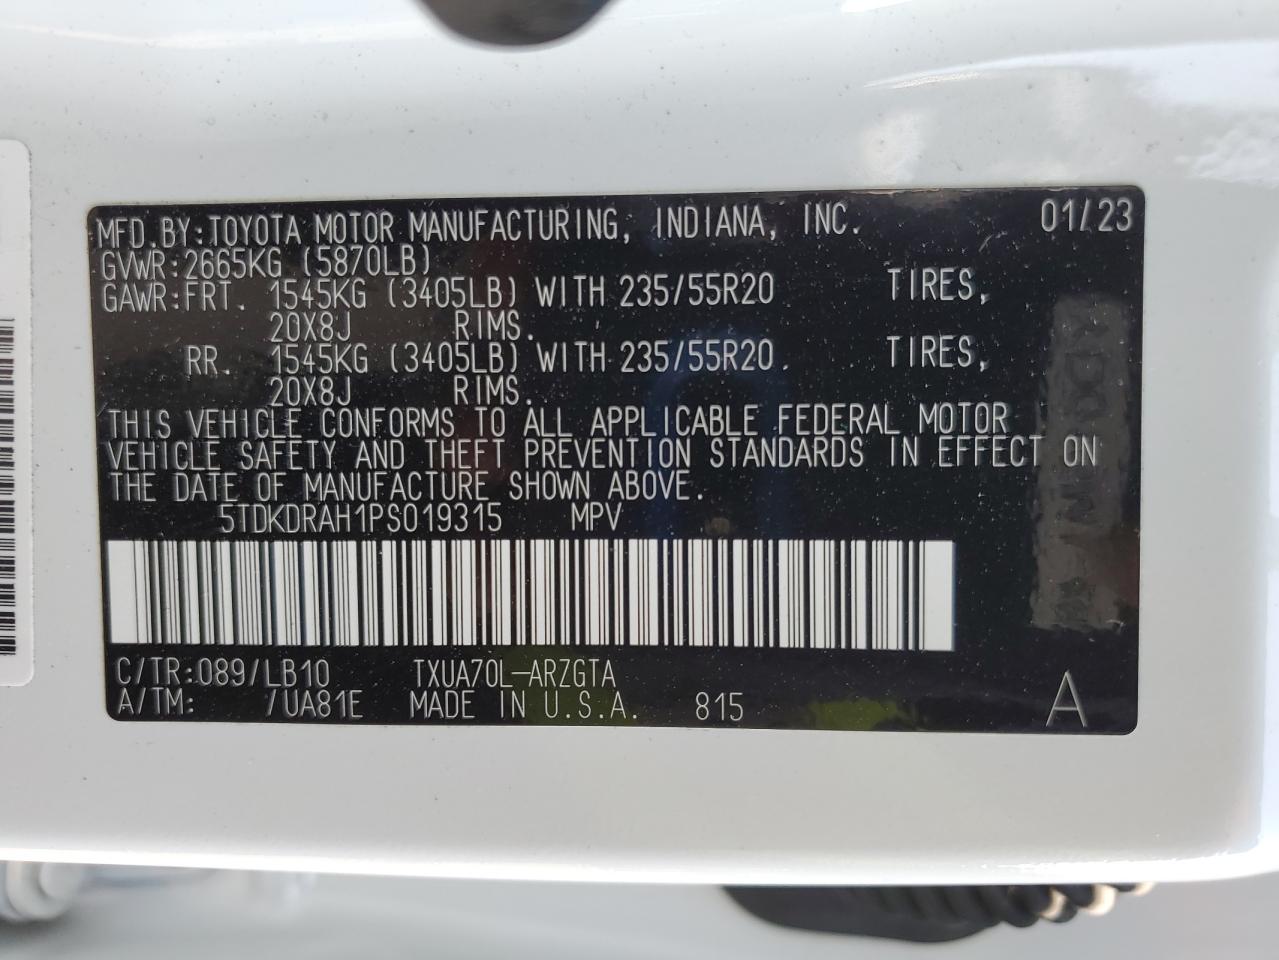 MFD.BY:TOYOTA MOTOR MANUFACTURING, INDIANA, INC. 01/23
GVWR:2665KG (5870LB)
GAWR:FRT. 1545KG (3405LB) WITH 235/55R20 TIRES,
20X8J RIMS.
RR. 1545KG (3405LB) WITH 235/55R20 TIRES,
20X8J RIMS.
THIS VEHICLE CONFORMS TO ALL APPLICABLE FEDERAL MOTOR
VEHICLE SAFETY AND THEFT PREVENTION STANDARDS IN EFFECT ON
THE DATE OF MANUFACTURE SHOWN ABOVE.
5TDKDRAH1PS019315 MPV
C/TR:089/LB10 TXUA70L-ARZGTA
A/TM: /UA81E MADE IN U.S.A. 815 A